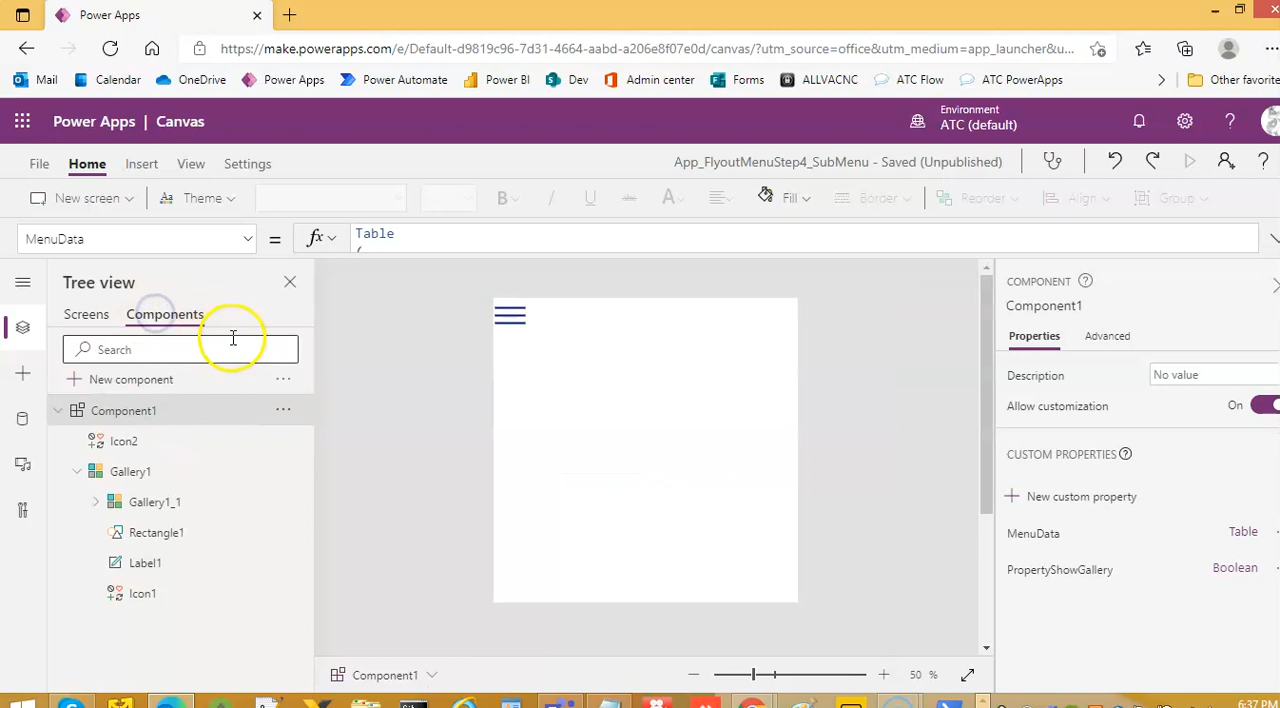 Power Apps
https://make.powerapps.com/e/Default-d9819c96-7d31-4664-aabd-a206e8f07e0d/canvas/?utm_source=office&utm_medium=app_launcher&u...
Mail Calendar OneDrive Power Apps Power Automate Power BI Dev Admin center Forms ALLVACNC ATC Flow ATC PowerApps Other favorite
Power Apps | Canvas
Environment
ATC (default)
File Home Insert View Settings App_FlyoutMenuStep4_SubMenu - Saved (Unpublished)
New screen Theme B / U abc A Fill Border Reorder Align Group
MenuData = fx Table
(
Tree view
Screens Components
Search
New component ...
Component1 ...
Icon2
Gallery1
Gallery1_1
Rectangle1
Label1
Icon1
Component1 50 %
COMPONENT
Component1
Properties Advanced
Description No value
Allow customization On
CUSTOM PROPERTIES
New custom property
MenuData Table
PropertyShowGallery Boolean
6:37 PM